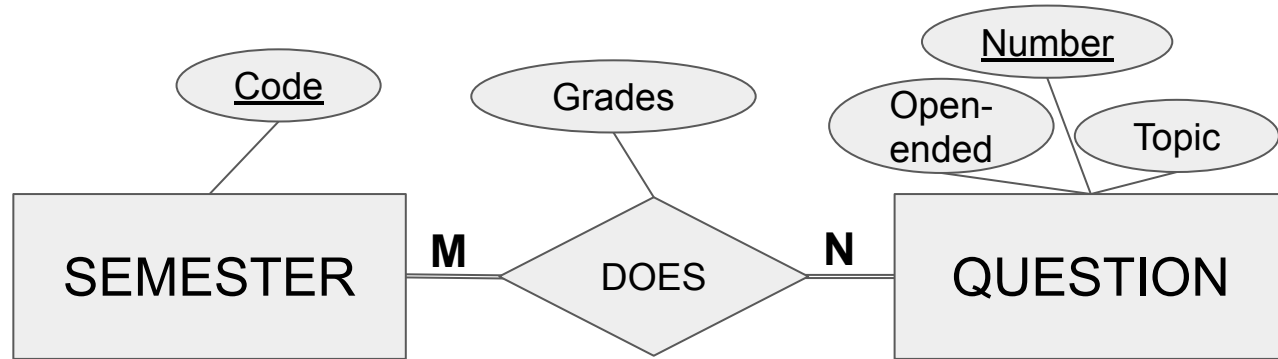 Number
Code
Grades
Open-
ended
Topic
SEMESTER
M
DOES
N
QUESTION